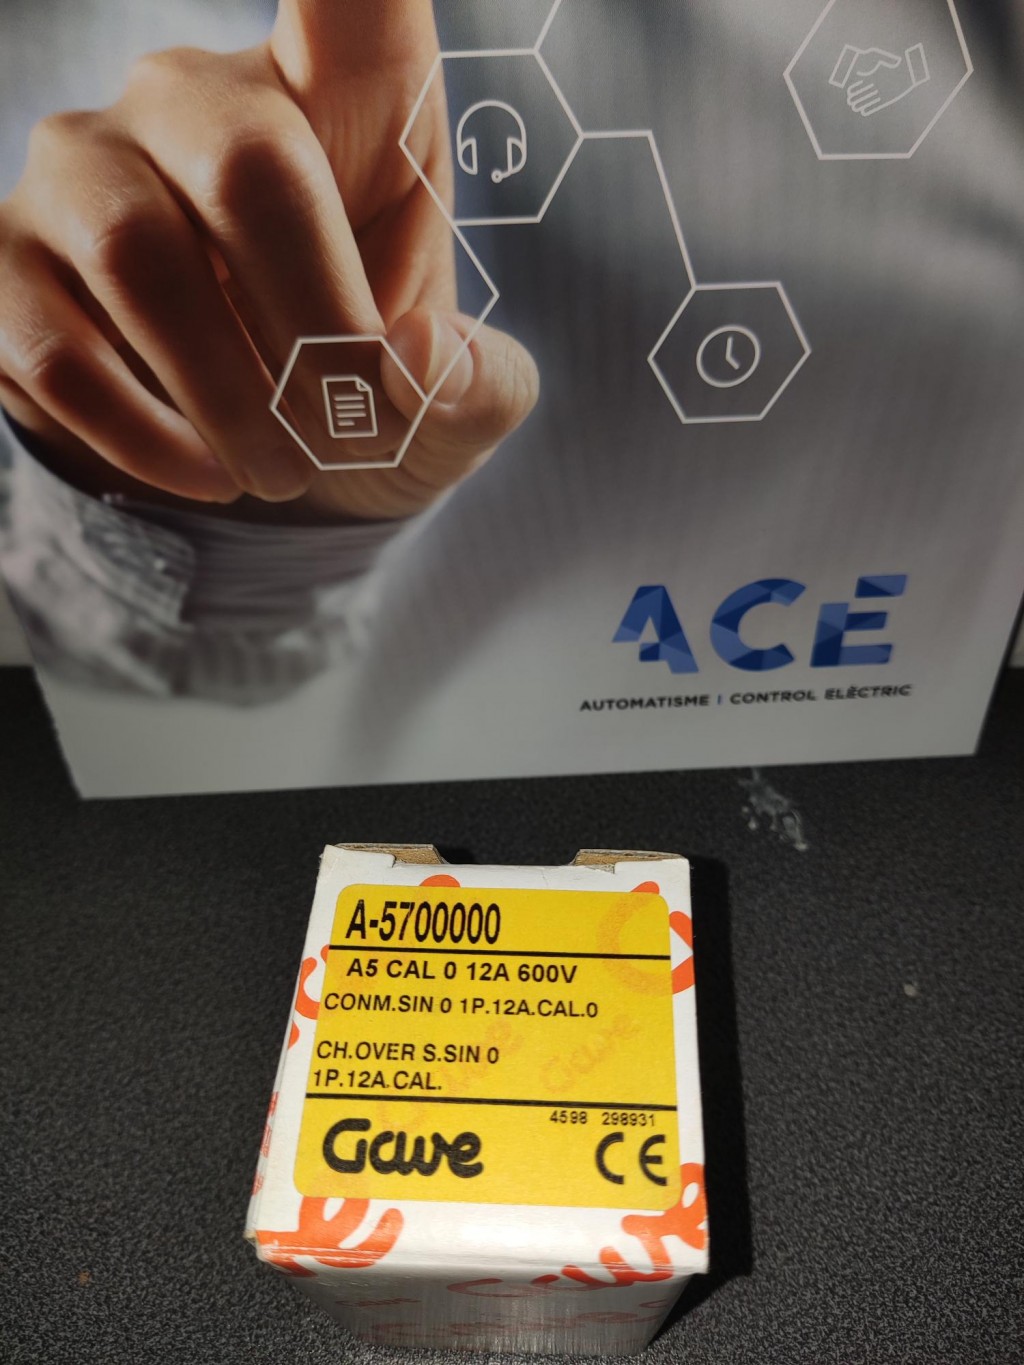 ACE
AUTOMATISME | CONTROL ELÈCTRIC
A-5700000
A5 CAL 0 12A 600V
CONM.SIN 0 1P.12A.CAL.0
CH.OVER S.SIN 0
1P.12A.CAL.
4598 298931
Gave
CE